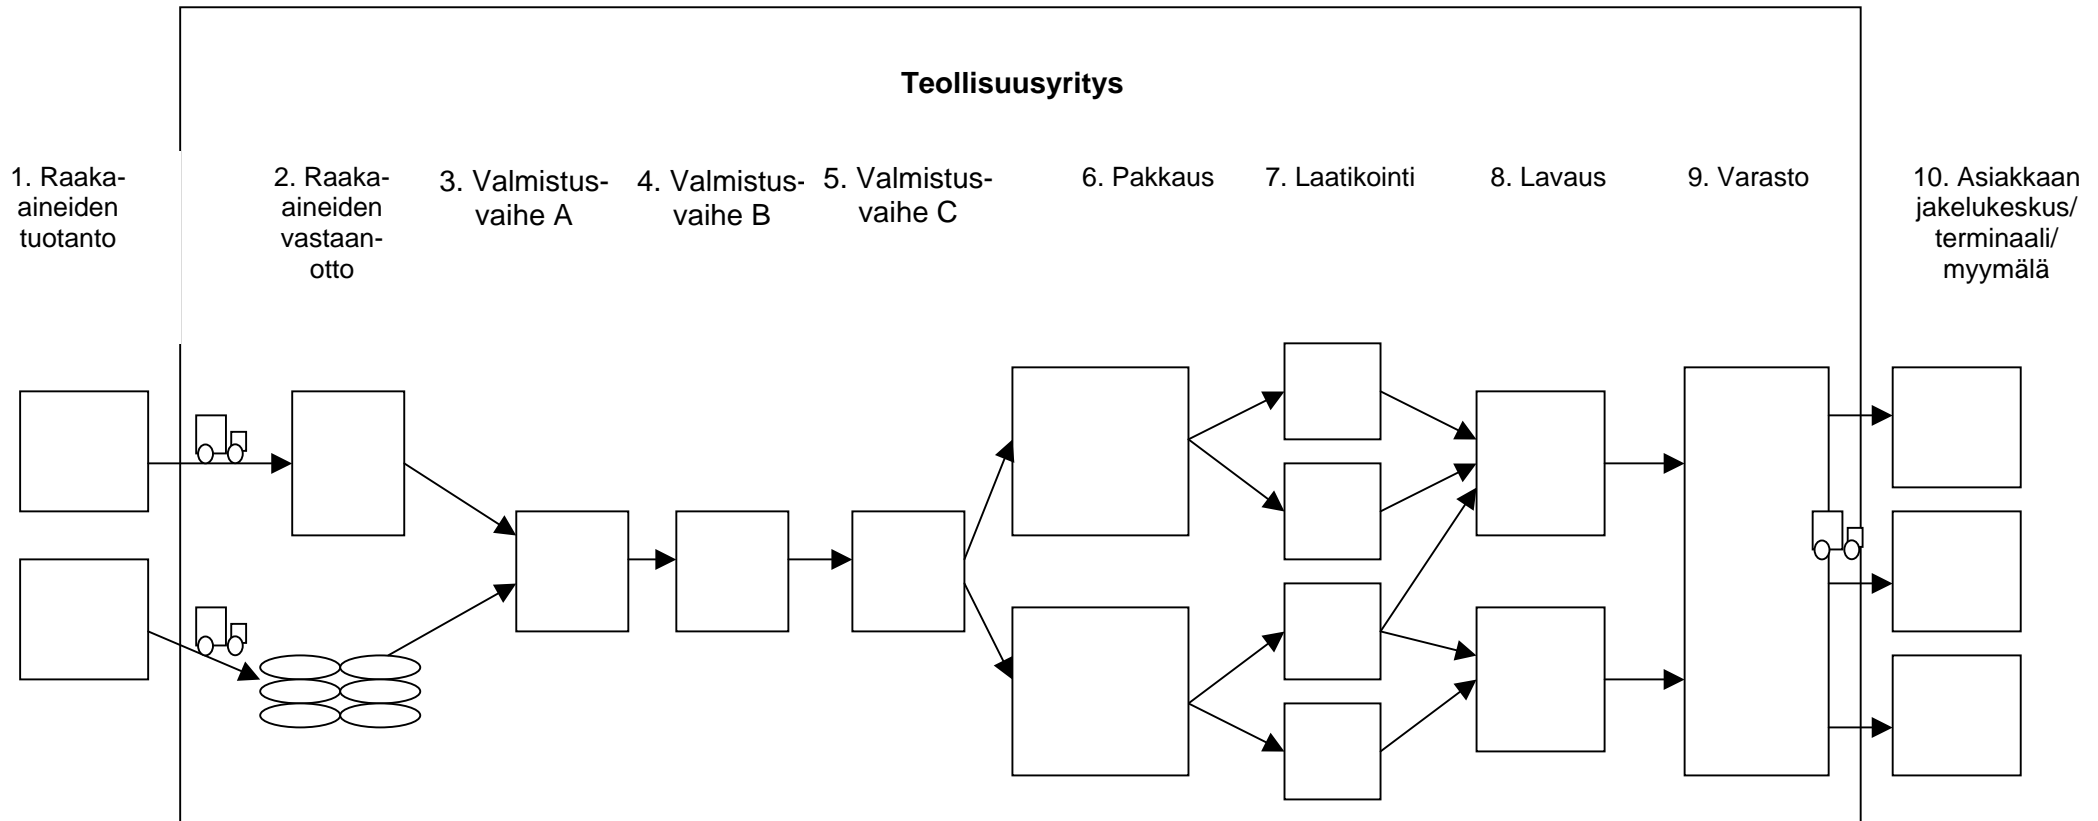 Teollisuusyritys
1. Raaka-
aineiden
tuotanto
2. Raaka-
aineiden
vastaan-
otto
3. Valmistus-
vaihe A
4. Valmistus-
vaihe B
5. Valmistus-
vaihe C
6. Pakkaus
7. Laatikointi
8. Lavaus
9. Varasto
10. Asiakkaan
jakelukeskus/
terminaali/
myymälä